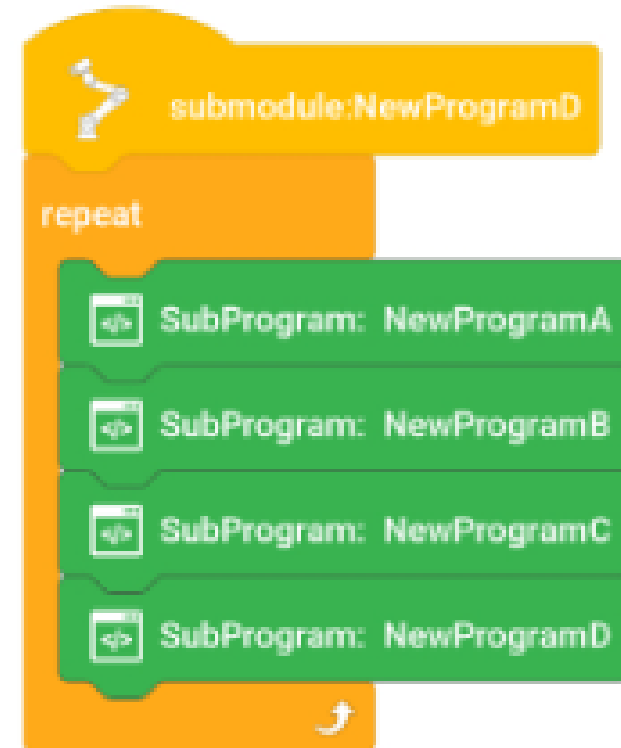 submodule:NewProgramD
repeat
SubProgram: NewProgramA
SubProgram: NewProgramB
SubProgram: NewProgramC
SubProgram: NewProgramD